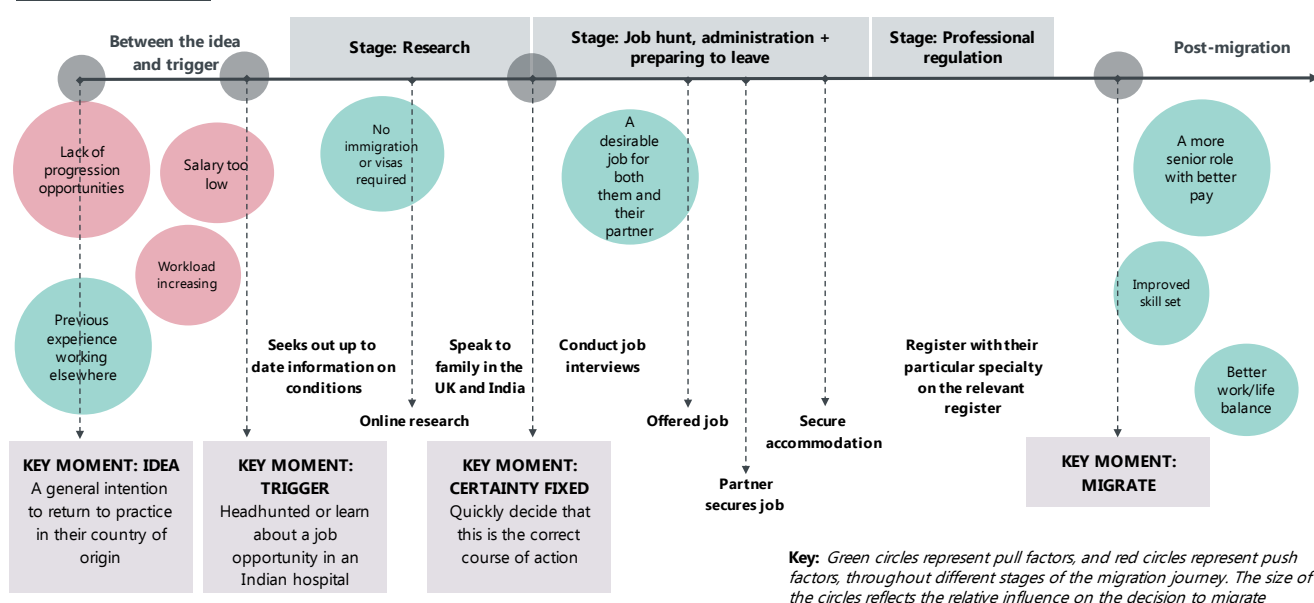 Between the idea
and trigger
Stage: Research
Stage: Job hunt, administration +
preparing to leave
Stage: Professional
regulation
Post-migration
Lack of
progression
opportunities
Salary too
low
Workload
increasing
Previous
experience
working
elsewhere
No
immigration
or visas
required
A
desirable
job for
both
them and
their
partner
A more
senior role
with better
pay
Improved
skill set
Better
work/life
balance
Seeks out up to
date information on
conditions
Online research
Speak to
family in the
UK and India
Conduct job
interviews
Offered job
Partner
secures job
Secure
accommodation
Register with their
particular specialty
on the relevant
register
KEY MOMENT: IDEA
A general intention
to return to practice
in their country of
origin
KEY MOMENT:
TRIGGER
Headhunted or learn
about a job
opportunity in an
Indian hospital
KEY MOMENT:
CERTAINTY FIXED
Quickly decide that
this is the correct
course of action
KEY MOMENT:
MIGRATE
Key: Green circles represent pull factors, and red circles represent push
factors, throughout different stages of the migration journey. The size of
the circles reflects the relative influence on the decision to migrate